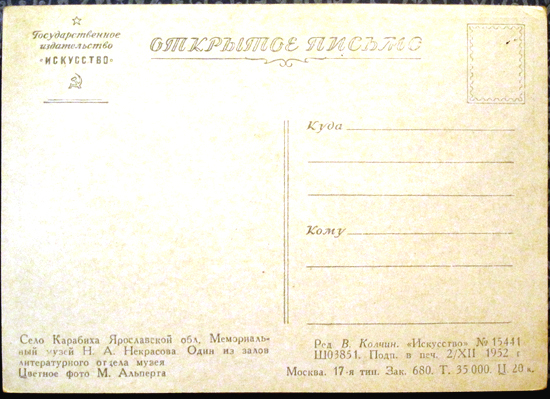 Государственное
издательство
«ИСКУССТВО»
ОТКРЫТОЕ ПИСЬМО
Куда
Кому
Село Карабиха Ярославской обл. Мемориаль-
ный музей Н. А. Некрасова Один из залов
литературного отдела музея
Цветное фото М. Альперта
Ред В. Колчин. «Искусство» № 15441
Ш03851. Подп. в печ. 2/XII 1952 г
Москва. 17-я тип. Зак. 680. Т. 35 000. Ц 20 к.